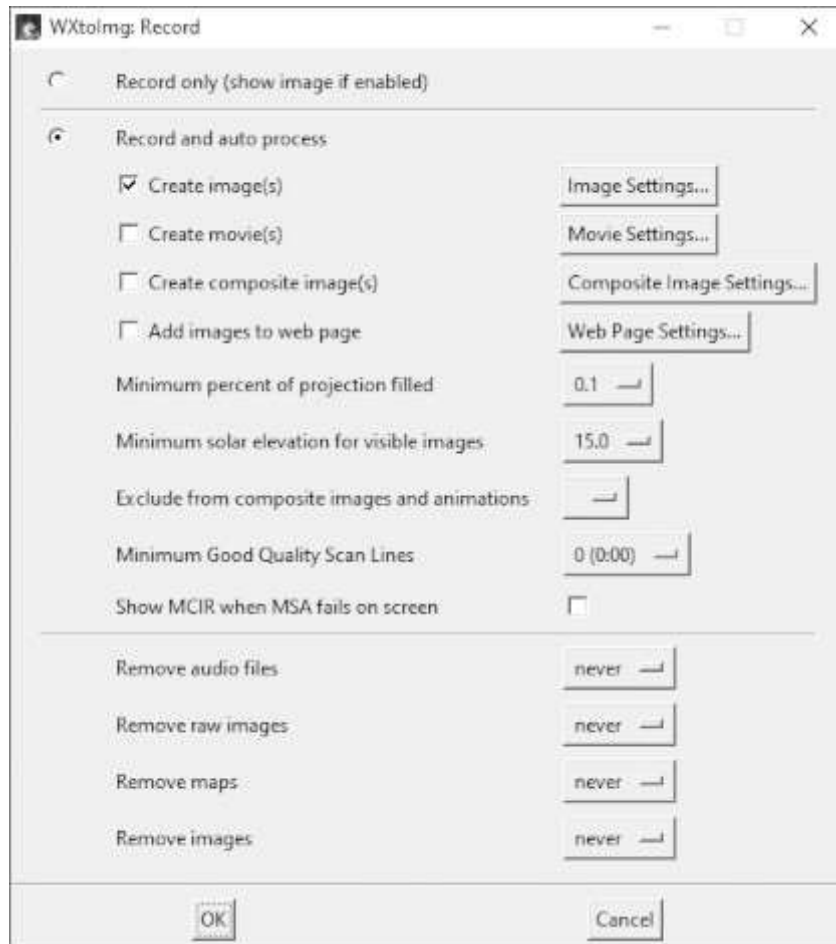 WXtoImg: Record
Record only (show image if enabled)
Record and auto process
Create image(s) Image Settings...
Create movie(s) Movie Settings...
Create composite image(s) Composite Image Settings...
Add images to web page Web Page Settings...
Minimum percent of projection filled 0.1
Minimum solar elevation for visible images 15.0
Exclude from composite images and animations
Minimum Good Quality Scan Lines 0 (0:00)
Show MCIR when MSA fails on screen
Remove audio files never
Remove raw images never
Remove maps never
Remove images never
OK Cancel